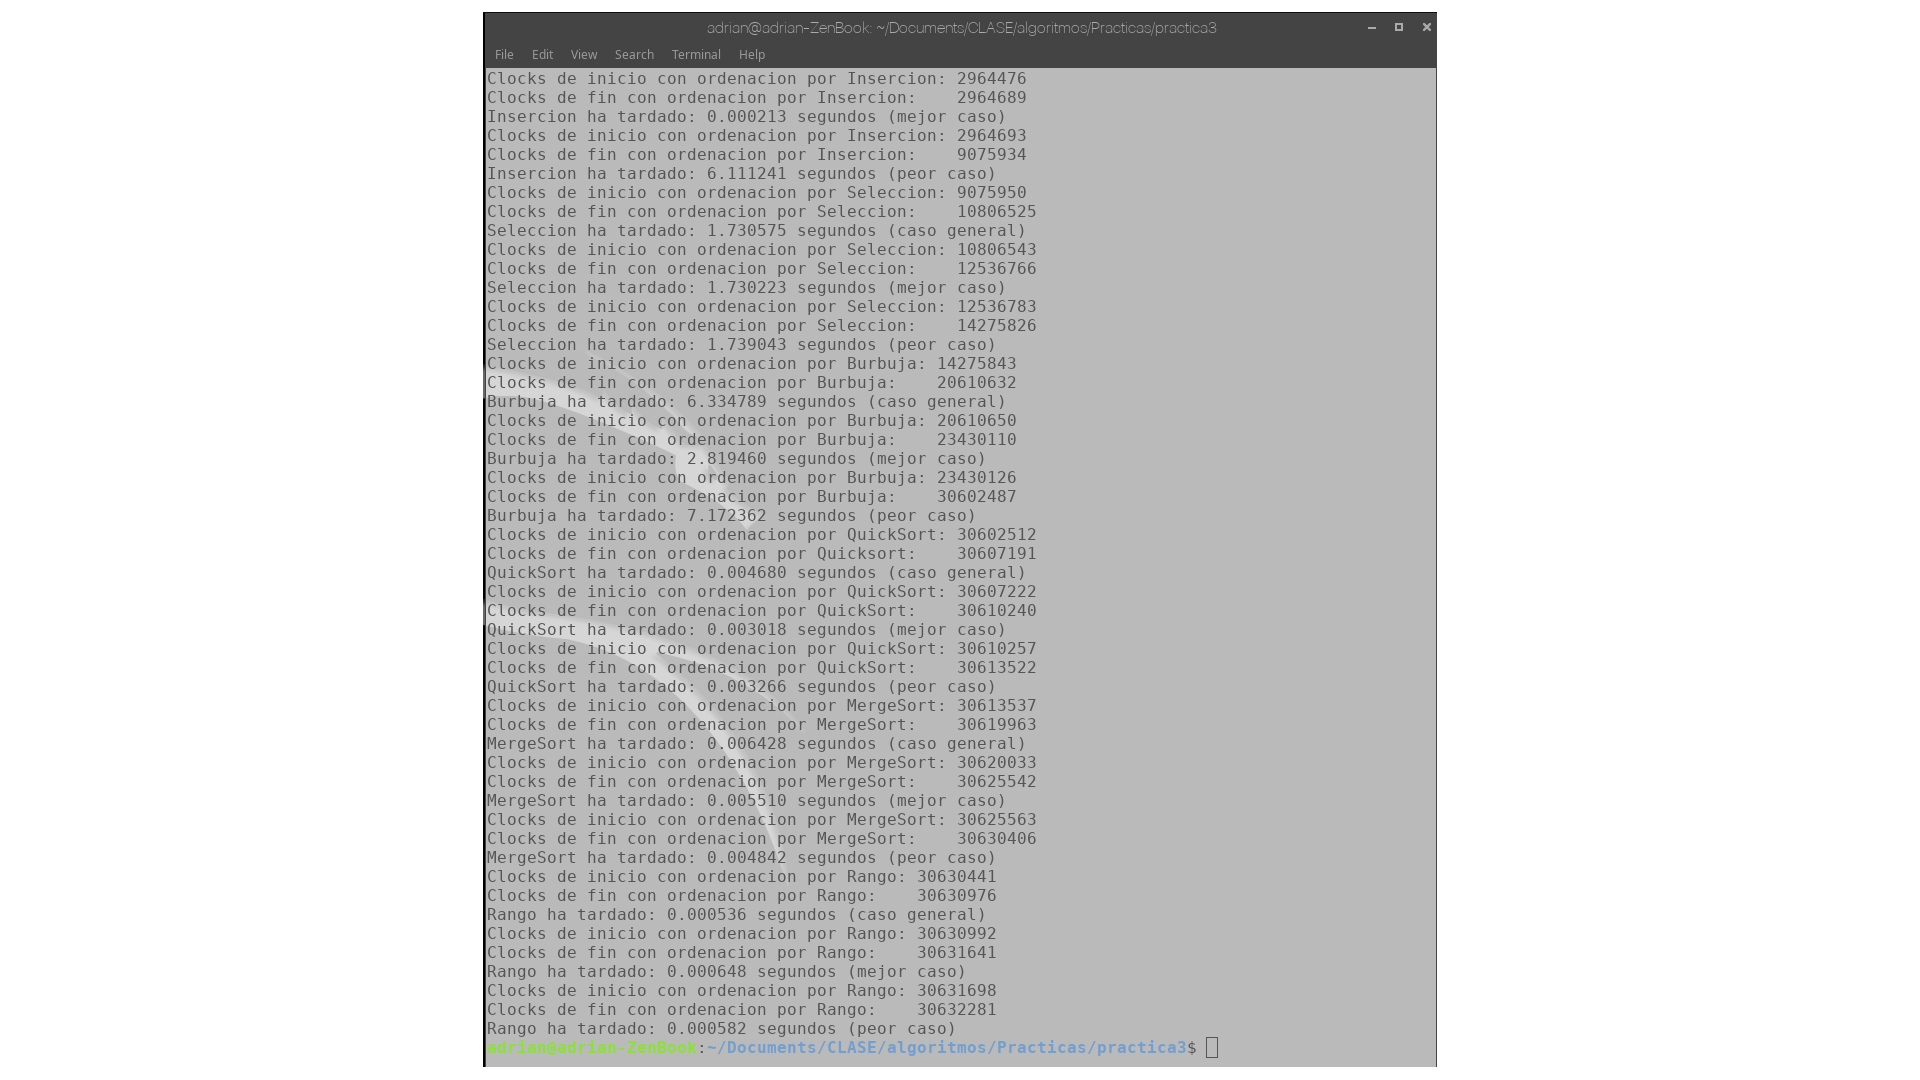 adrian@adrian-ZenBook: ~/Documents/CLASE/algoritmos/Practicas/practica3
File Edit View Search Terminal Help
Clocks de inicio con ordenacion por Insercion: 2964476
Clocks de fin con ordenacion por Insercion:    2964689
Insercion ha tardado: 0.000213 segundos (mejor caso)
Clocks de inicio con ordenacion por Insercion: 2964693
Clocks de fin con ordenacion por Insercion:    9075934
Insercion ha tardado: 6.111241 segundos (peor caso)
Clocks de inicio con ordenacion por Seleccion: 9075950
Clocks de fin con ordenacion por Seleccion:    10806525
Seleccion ha tardado: 1.730575 segundos (caso general)
Clocks de inicio con ordenacion por Seleccion: 10806543
Clocks de fin con ordenacion por Seleccion:    12536766
Seleccion ha tardado: 1.730223 segundos (mejor caso)
Clocks de inicio con ordenacion por Seleccion: 12536783
Clocks de fin con ordenacion por Seleccion:    14275826
Seleccion ha tardado: 1.739043 segundos (peor caso)
Clocks de inicio con ordenacion por Burbuja: 14275843
Clocks de fin con ordenacion por Burbuja:    20610632
Burbuja ha tardado: 6.334789 segundos (caso general)
Clocks de inicio con ordenacion por Burbuja: 20610650
Clocks de fin con ordenacion por Burbuja:    23430110
Burbuja ha tardado: 2.819460 segundos (mejor caso)
Clocks de inicio con ordenacion por Burbuja: 23430126
Clocks de fin con ordenacion por Burbuja:    30602487
Burbuja ha tardado: 7.172362 segundos (peor caso)
Clocks de inicio con ordenacion por QuickSort: 30602512
Clocks de fin con ordenacion por Quicksort:    30607191
QuickSort ha tardado: 0.004680 segundos (caso general)
Clocks de inicio con ordenacion por QuickSort: 30607222
Clocks de fin con ordenacion por QuickSort:    30610240
QuickSort ha tardado: 0.003018 segundos (mejor caso)
Clocks de inicio con ordenacion por QuickSort: 30610257
Clocks de fin con ordenacion por QuickSort:    30613522
QuickSort ha tardado: 0.003266 segundos (peor caso)
Clocks de inicio con ordenacion por MergeSort: 30613537
Clocks de fin con ordenacion por MergeSort:    30619963
MergeSort ha tardado: 0.006428 segundos (caso general)
Clocks de inicio con ordenacion por MergeSort: 30620033
Clocks de fin con ordenacion por MergeSort:    30625542
MergeSort ha tardado: 0.005510 segundos (mejor caso)
Clocks de inicio con ordenacion por MergeSort: 30625563
Clocks de fin con ordenacion por MergeSort:    30630406
MergeSort ha tardado: 0.004842 segundos (peor caso)
Clocks de inicio con ordenacion por Rango: 30630441
Clocks de fin con ordenacion por Rango:    30630976
Rango ha tardado: 0.000536 segundos (caso general)
Clocks de inicio con ordenacion por Rango: 30630992
Clocks de fin con ordenacion por Rango:    30631641
Rango ha tardado: 0.000648 segundos (mejor caso)
Clocks de inicio con ordenacion por Rango: 30631698
Clocks de fin con ordenacion por Rango:    30632281
Rango ha tardado: 0.000582 segundos (peor caso)
adrian@adrian-ZenBook:~/Documents/CLASE/algoritmos/Practicas/practica3$